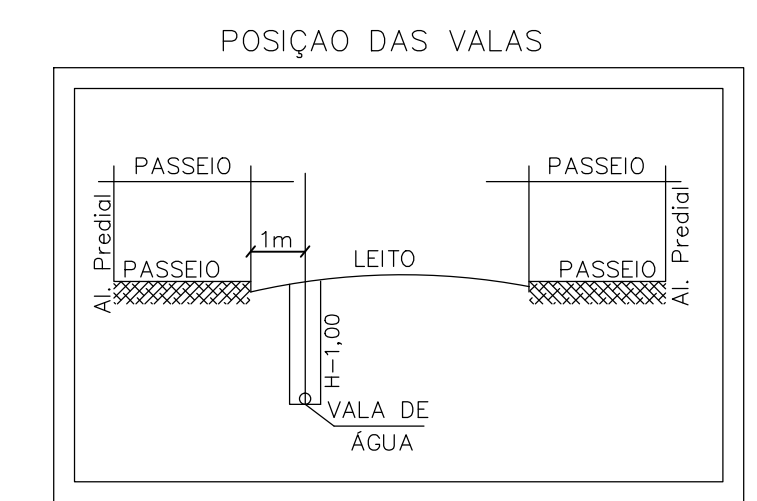 POSIÇAO DAS VALAS
PASSEIO
PASSEIO
Al. Predial
Al. Predial
1m
LEITO
PASSEIO
PASSEIO
H-1,00
VALA DE
ÁGUA